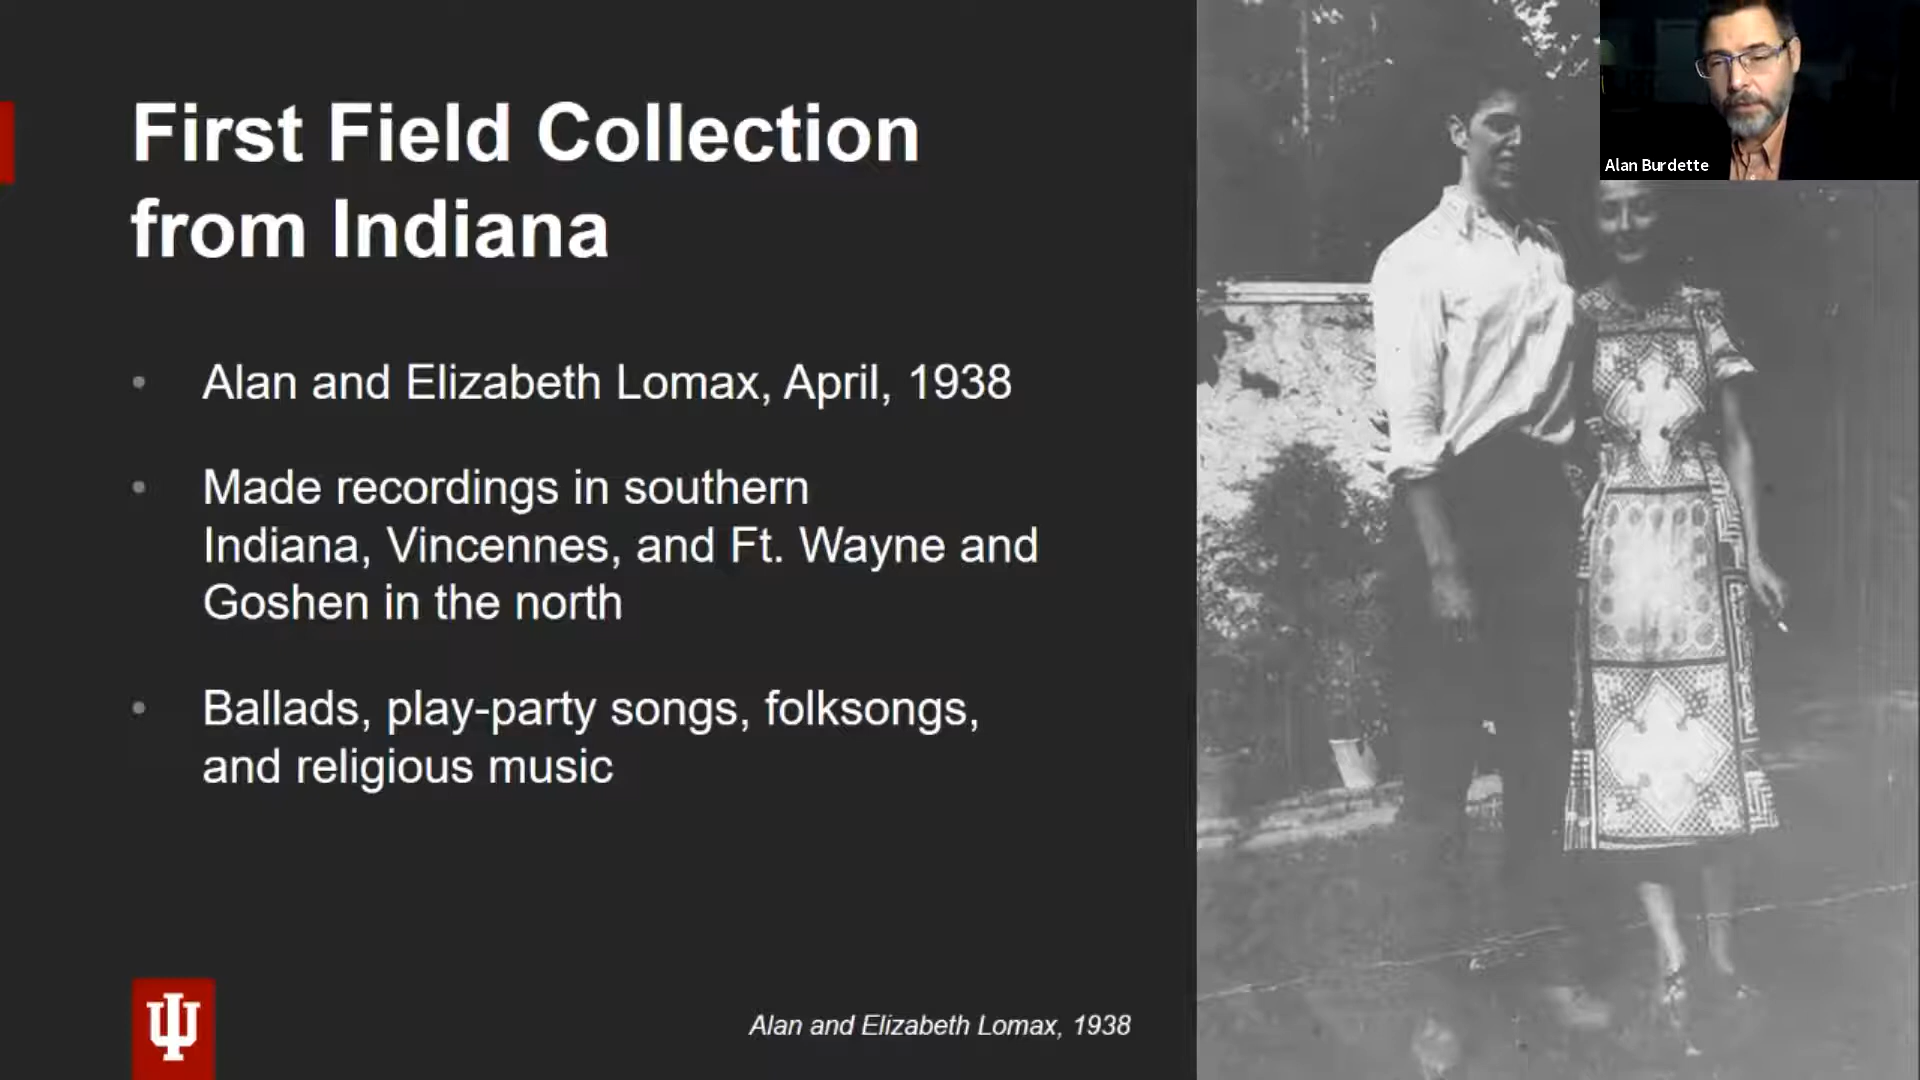 First Field Collection
from Indiana
Alan and Elizabeth Lomax, April, 1938
Made recordings in southern
Indiana, Vincennes, and Ft. Wayne and
Goshen in the north
Ballads, play-party songs, folksongs,
and religious music
Alan and Elizabeth Lomax, 1938
Alan Burdette